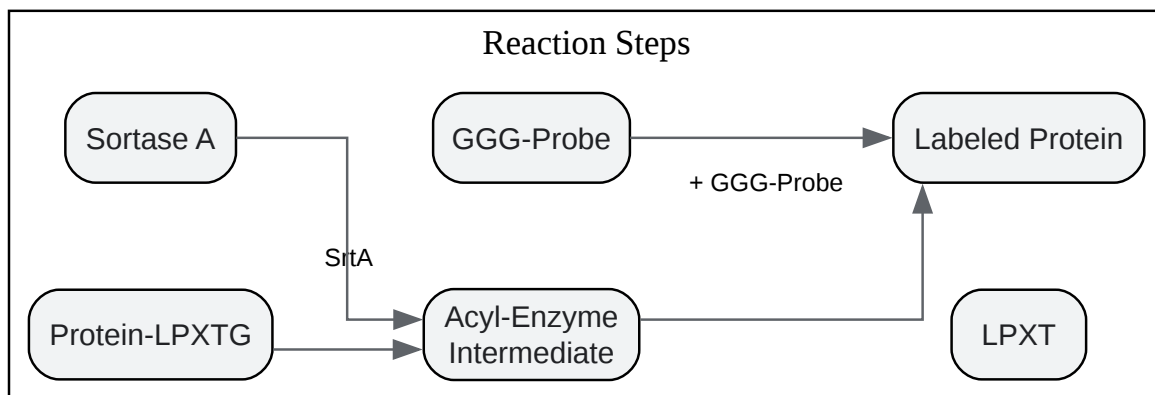 Reaction Steps
Sortase A
GGG-Probe
Labeled Protein
+ GGG-Probe
SrtA
Protein-LPXTG
Acyl-Enzyme
Intermediate
LPXT